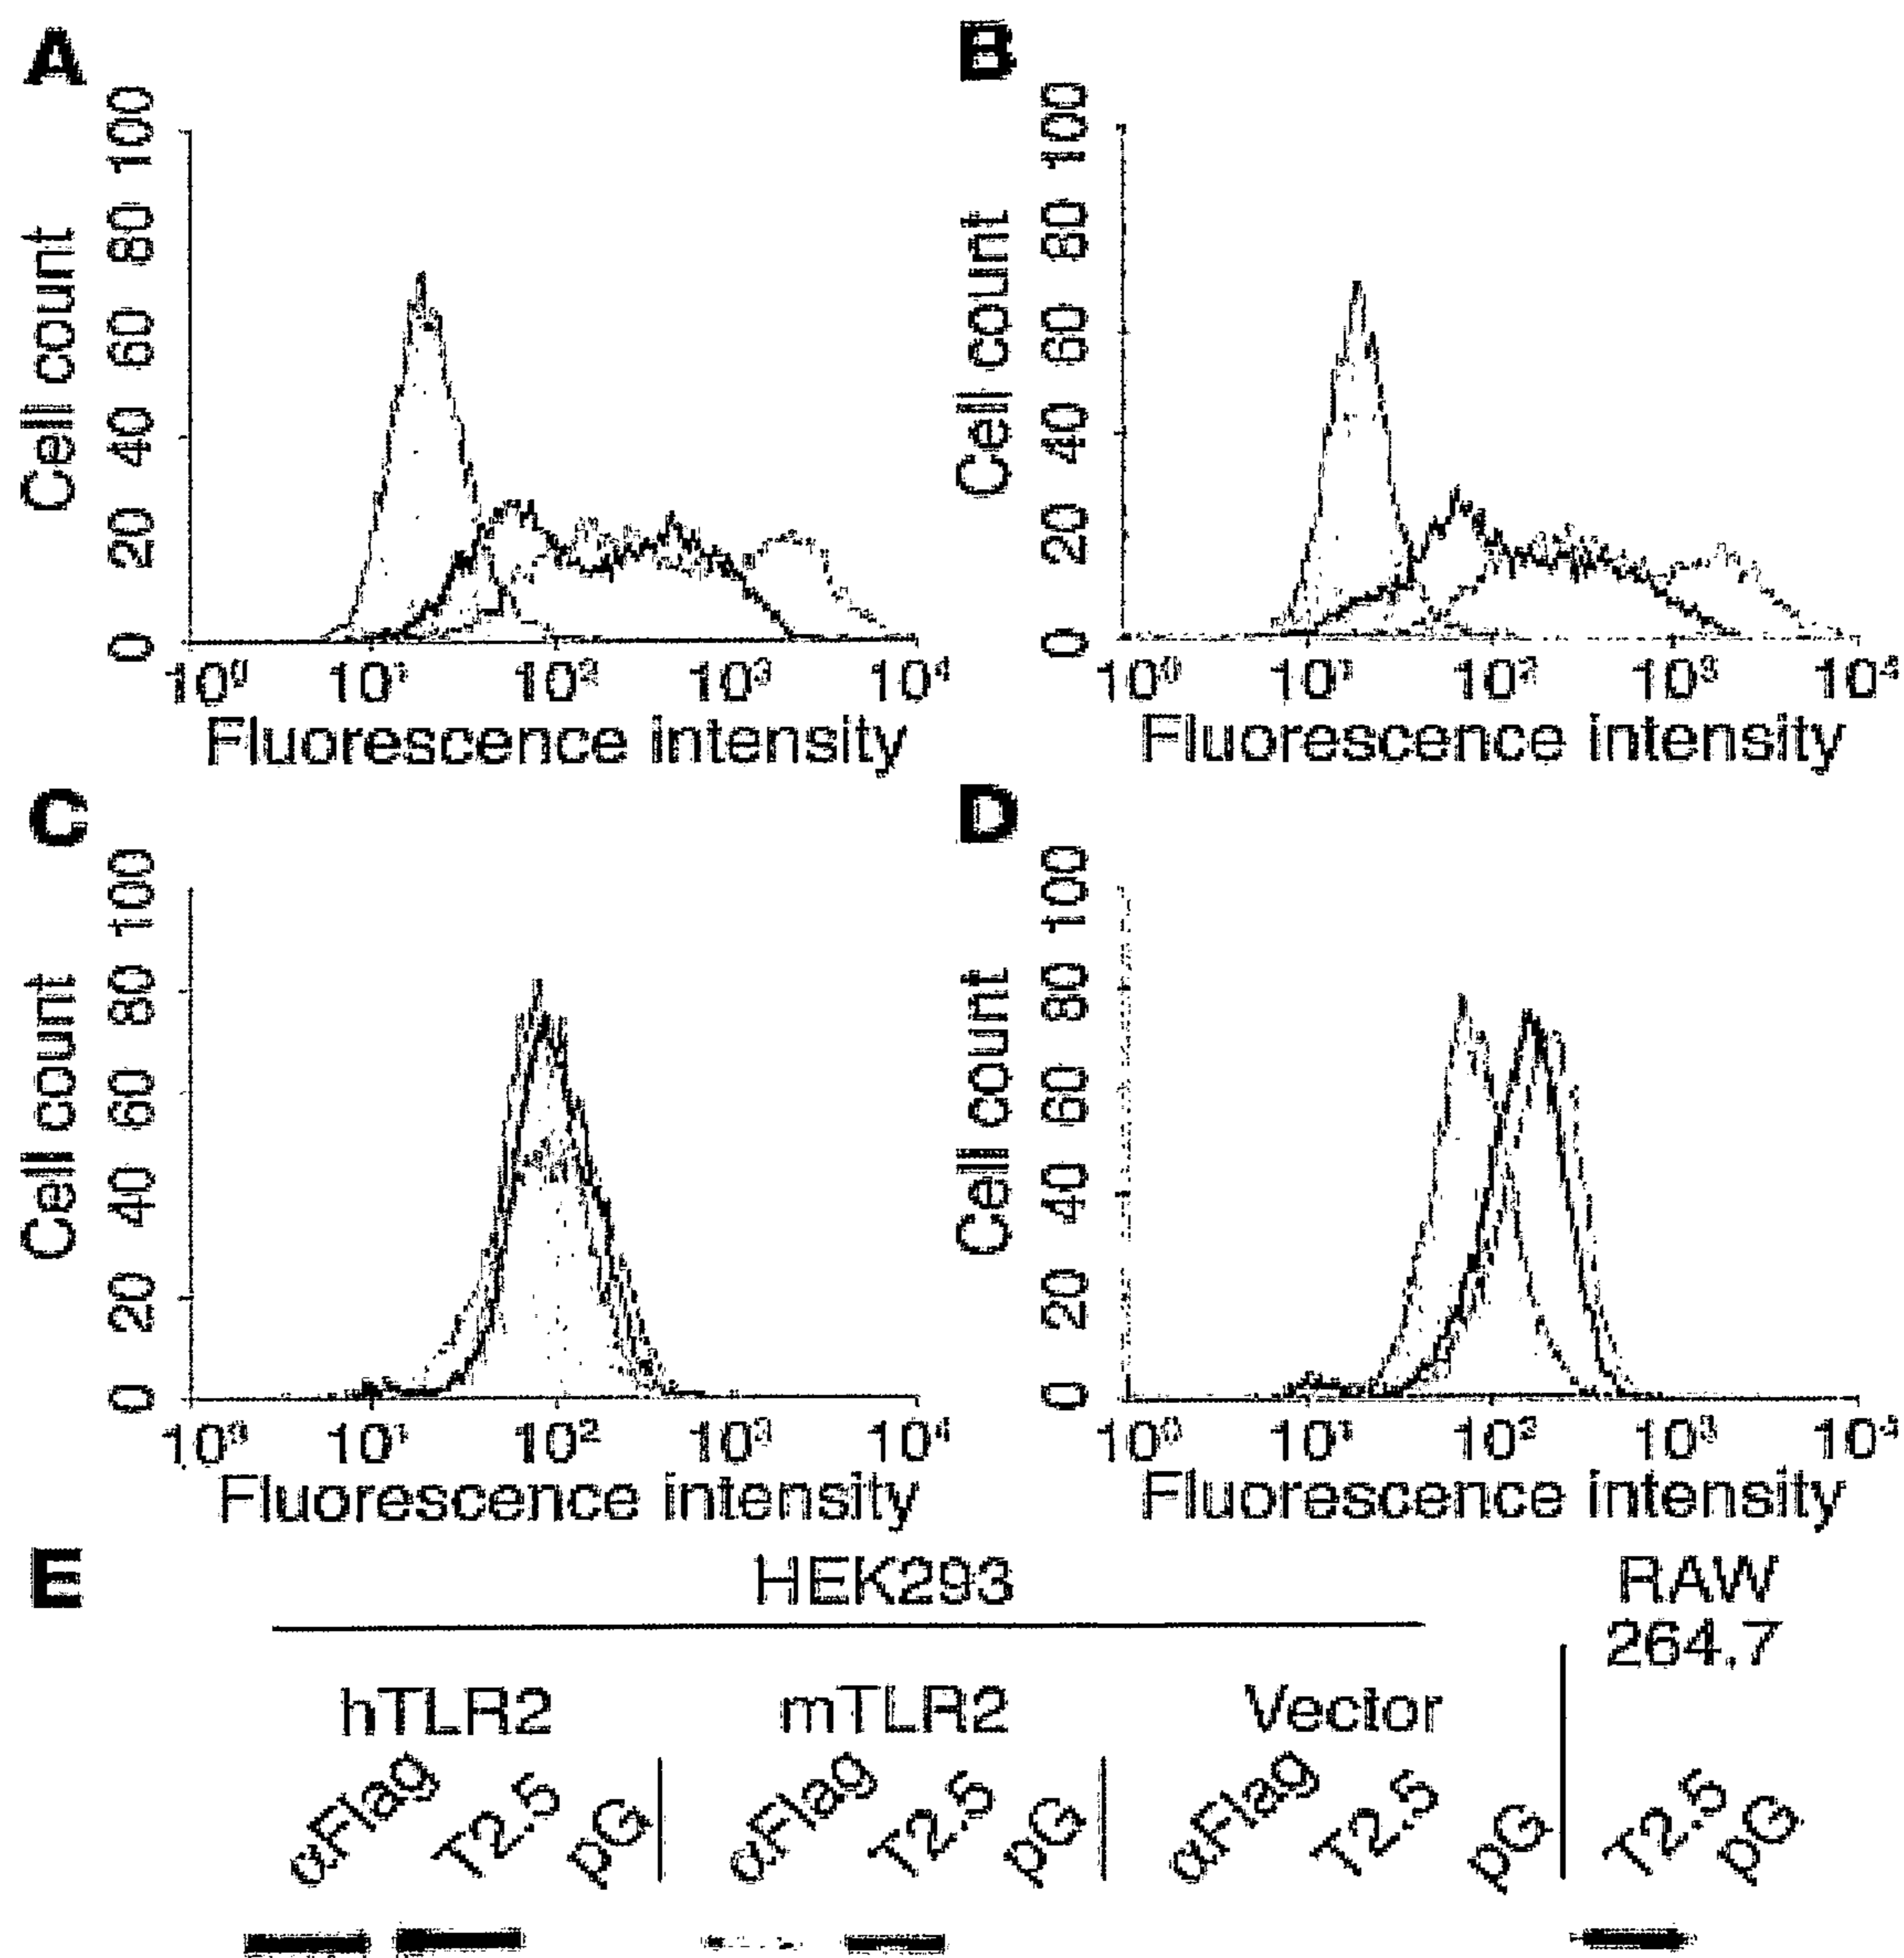 A
Cell count
0 20 40 60 80 100
10⁰ 10¹ 10² 10³ 10⁴
Fluorescence intensity
B
Cell count
0 20 40 60 80 100
10⁰ 10¹ 10² 10³ 10⁴
Fluorescence intensity
C
Cell count
0 20 40 60 80 100
10⁰ 10¹ 10² 10³ 10⁴
Fluorescence intensity
D
Cell count
0 20 40 60 80 100
10⁰ 10¹ 10² 10³ 10⁴
Fluorescence intensity
E
HEK293
RAW
264.7
hTLR2 mTLR2 Vector
αFlag T2.5 pG αFlag T2.5 pG αFlag T2.5 pG T2.5 pG